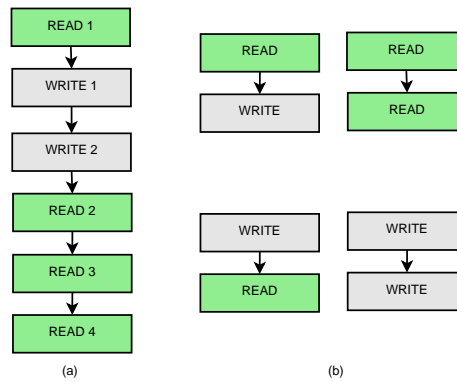 READ 1
WRITE 1
WRITE 2
READ 2
READ 3
READ 4
(a)
READ
WRITE
READ
READ
WRITE
READ
WRITE
WRITE
(b)